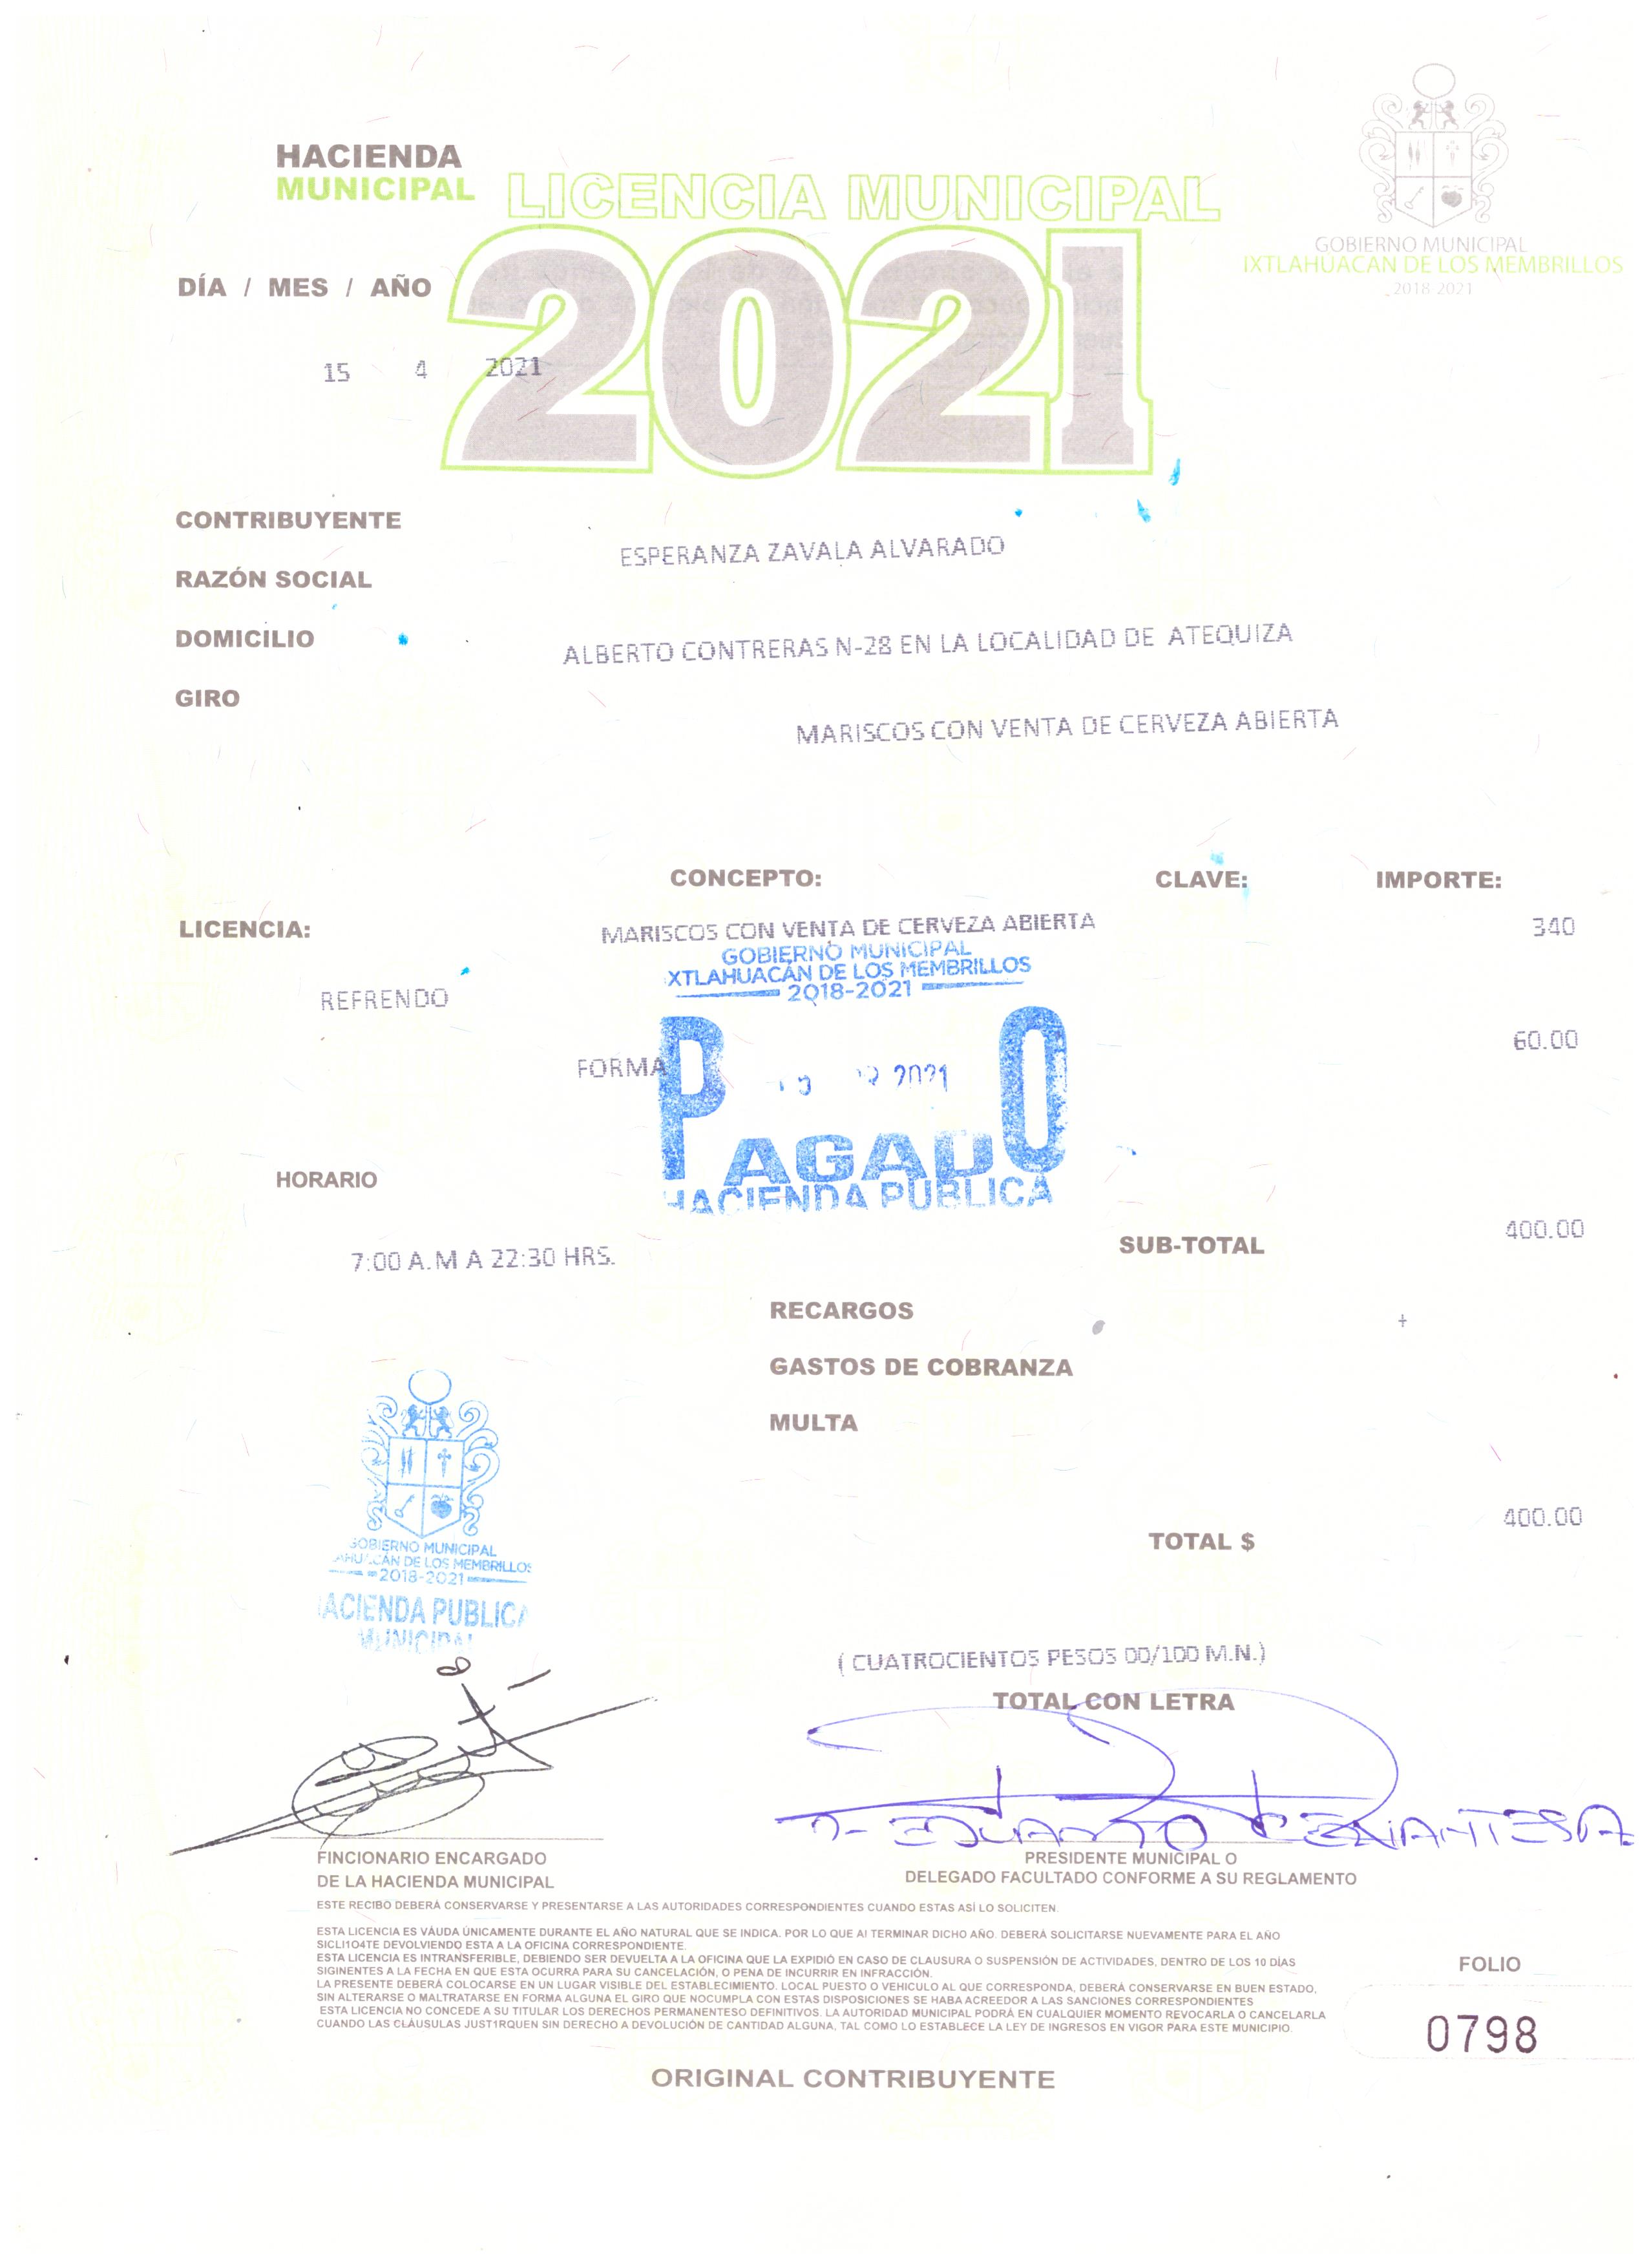 HACIENDA
MUNICIPAL
LICENCIA MUNICIPAL
2021
GOBIERNO MUNICIPAL
IXTLAHUACAN DE LOS MEMBRILLOS
2018-2021
DÍA / MES / AÑO
15 4 2021
CONTRIBUYENTE
ESPERANZA ZAVALA ALVARADO
RAZÓN SOCIAL
DOMICILIO
ALBERTO CONTRERAS N-28 EN LA LOCALIDAD DE ATEQUIZA
GIRO
MARISCOS CON VENTA DE CERVEZA ABIERTA
CONCEPTO: CLAVE: IMPORTE:
LICENCIA: MARISCOS CON VENTA DE CERVEZA ABIERTA 340
GOBIERNO MUNICIPAL
XTLAHUACÁN DE LOS MEMBRILLOS
2018-2021
REFRENDO
FORMA 60.00
2021
PAGADO
HACIENDA PUBLICA
HORARIO
7:00 A.M A 22:30 HRS.
SUB-TOTAL 400.00
RECARGOS
GASTOS DE COBRANZA
MULTA
TOTAL $ 400.00
GOBIERNO MUNICIPAL
CÁN DE LOS MEMBRILLOS
2018-2021
ACIENDA PUBLICA
MUNICIPAL
( CUATROCIENTOS PESOS 00/100 M.N.)
TOTAL CON LETRA
FINCIONARIO ENCARGADO
DE LA HACIENDA MUNICIPAL
EDUARDO CERVANTES
PRESIDENTE MUNICIPAL O
DELEGADO FACULTADO CONFORME A SU REGLAMENTO
ESTE RECIBO DEBERÁ CONSERVARSE Y PRESENTARSE A LAS AUTORIDADES CORRESPONDIENTES CUANDO ESTAS ASÍ LO SOLICITEN.
ESTA LICENCIA ES VÁUDA ÚNICAMENTE DURANTE EL AÑO NATURAL QUE SE INDICA. POR LO QUE AI TERMINAR DICHO AÑO. DEBERÁ SOLICITARSE NUEVAMENTE PARA EL AÑO
SICLI1O4TE DEVOLVIENDO ESTA A LA OFICINA CORRESPONDIENTE.
ESTA LICENCIA ES INTRANSFERIBLE, DEBIENDO SER DEVUELTA A LA OFICINA QUE LA EXPIDIÓ EN CASO DE CLAUSURA O SUSPENSIÓN DE ACTIVIDADES, DENTRO DE LOS 10 DÍAS
SIGINENTES A LA FECHA EN QUE ESTA OCURRA PARA SU CANCELACIÓN, O PENA DE INCURRIR EN INFRACCIÓN.
LA PRESENTE DEBERÁ COLOCARSE EN UN LUGAR VISIBLE DEL ESTABLECIMIENTO. LOCAL PUESTO O VEHICULO AL QUE CORRESPONDA, DEBERÁ CONSERVARSE EN BUEN ESTADO,
SIN ALTERARSE O MALTRATARSE EN FORMA ALGUNA EL GIRO QUE NOCUMPLA CON ESTAS DISPOSICIONES SE HABA ACREEDOR A LAS SANCIONES CORRESPONDIENTES
ESTA LICENCIA NO CONCEDE A SU TITULAR LOS DERECHOS PERMANENTESO DEFINITIVOS. LA AUTORIDAD MUNICIPAL PODRÁ EN CUALQUIER MOMENTO REVOCARLA O CANCELARLA
CUANDO LAS CLÁUSULAS JUST1RQUEN SIN DERECHO A DEVOLUCIÓN DE CANTIDAD ALGUNA, TAL COMO LO ESTABLECE LA LEY DE INGRESOS EN VIGOR PARA ESTE MUNICIPIO.
FOLIO
0798
ORIGINAL CONTRIBUYENTE